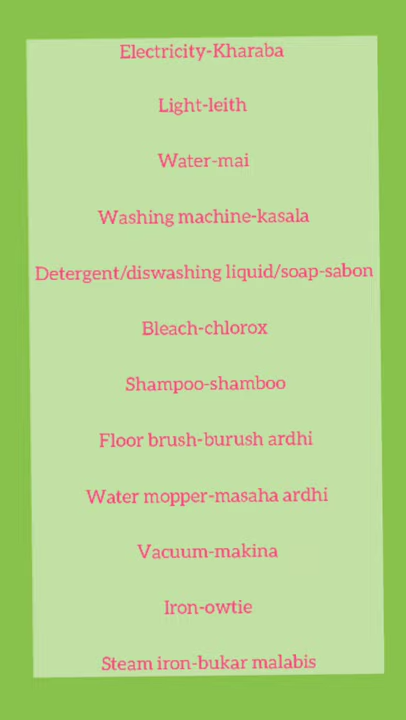 Electricity-Kharaba
Light-leith
Water-mai
Washing machine-kasala
Detergent/diswashing liquid/soap-sabon
Bleach-chlorox
Shampoo-shamboo
Floor brush-burush ardhi
Water mopper-masaha ardhi
Vacuum-makina
Iron-owtie
Steam iron-bukar malabis